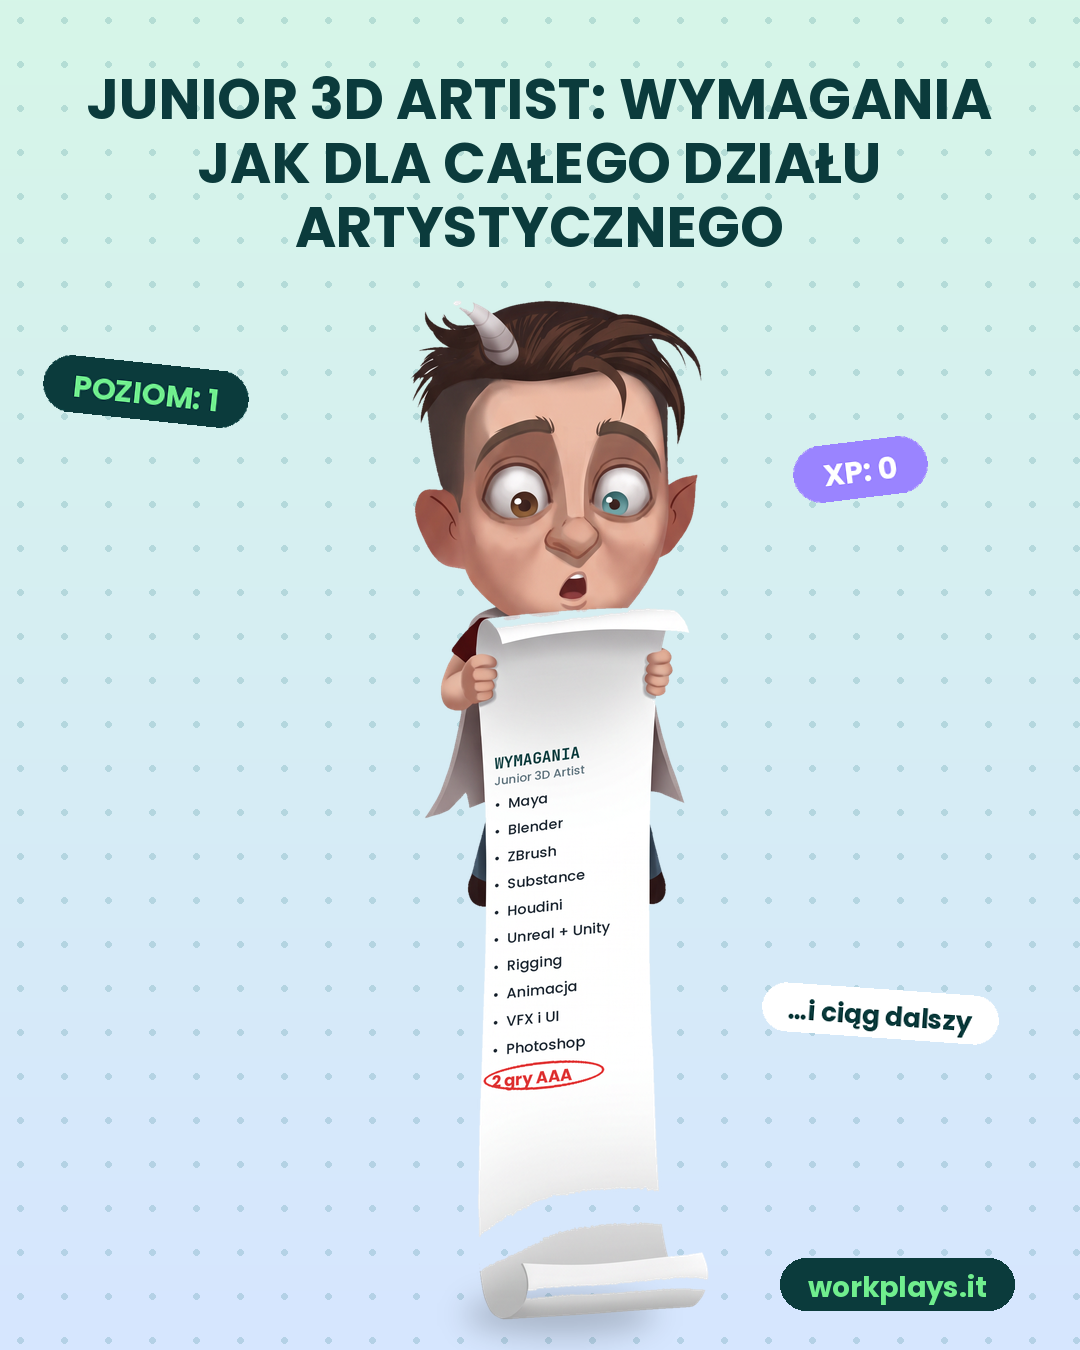 JUNIOR 3D ARTIST: WYMAGANIA
JAK DLA CAŁEGO DZIAŁU
ARTYSTYCZNEGO
POZIOM: 1
XP: 0
WYMAGANIA
Junior 3D Artist
• Maya
• Blender
• ZBrush
• Substance
• Houdini
• Unreal + Unity
• Rigging
• Animacja
• VFX i UI
• Photoshop
2 gry AAA
...i ciąg dalszy
workplays.it